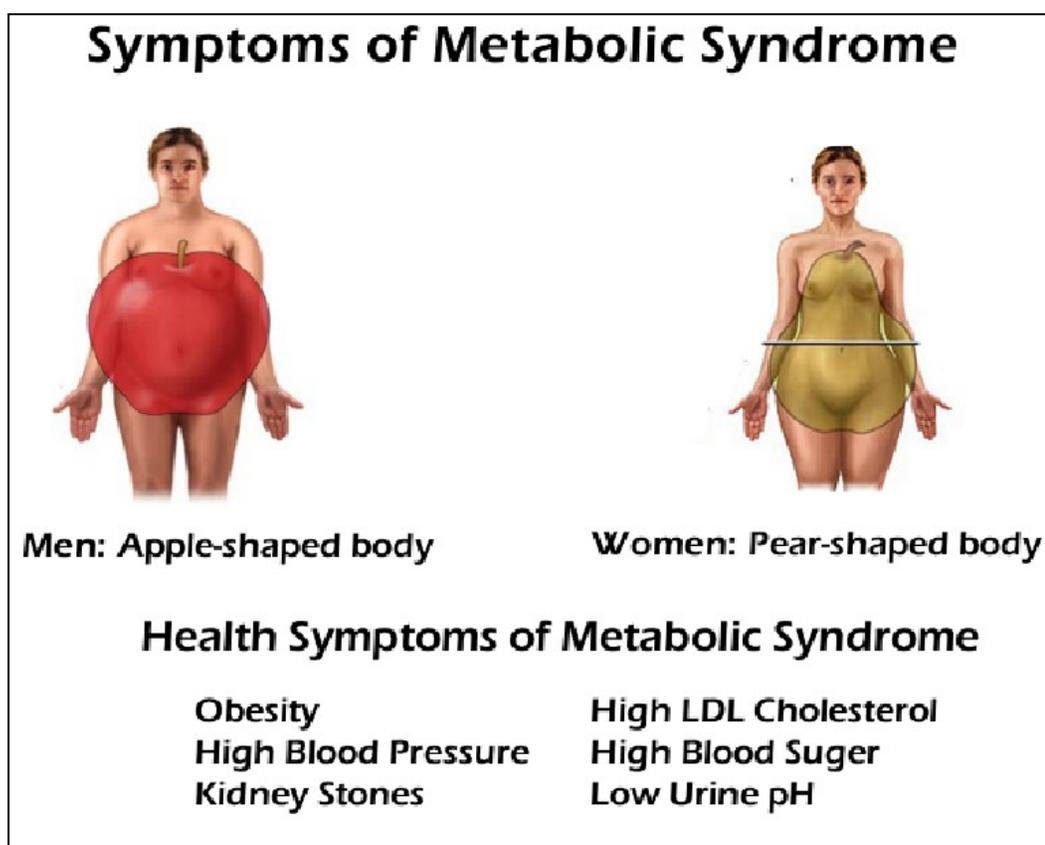 Symptoms of Metabolic Syndrome
Men: Apple-shaped body
Women: Pear-shaped body
Health Symptoms of Metabolic Syndrome
Obesity
High LDL Cholesterol
High Blood Pressure
High Blood Suger
Kidney Stones
Low Urine pH